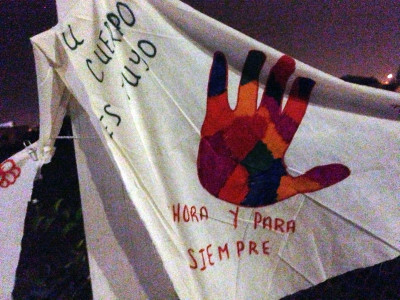 U
CUERPO
ES TUYO
HORA Y PARA
SIEMPRE